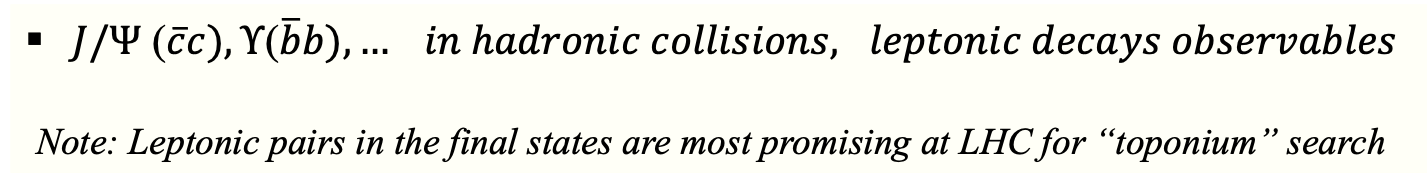 ▪ J/Ψ (c̄c), ϒ(b̄b), … in hadronic collisions, leptonic decays observables
Note: Leptonic pairs in the final states are most promising at LHC for “toponium” search